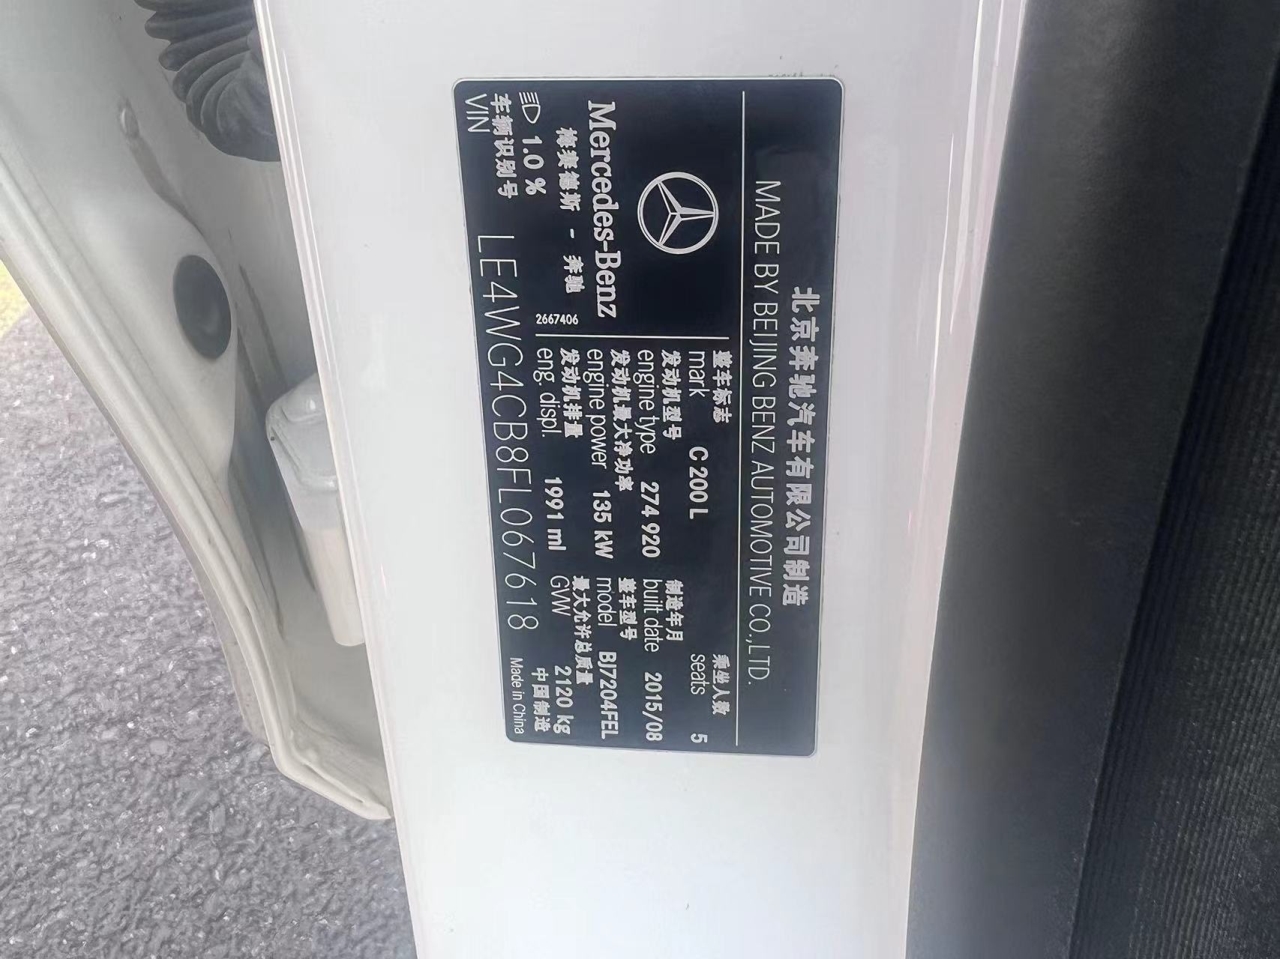 北京奔驰汽车有限公司制造
MADE BY BEIJING BENZ AUTOMOTIVE CO.,LTD.
Mercedes-Benz
梅赛德斯 - 奔驰
2667406
1.0 %
整车标志
mark C 200 L
乘坐人数
seats 5
发动机型号
engine type 274 920
制造年月
built date 2015/08
发动机最大净功率
engine power 135 kW
整车型号
model BJ7204FEL
发动机排量
eng. displ. 1991 ml
最大允许总质量
GVW 2120 kg
车辆识别号
VIN LE4WG4CB8FL067618
中国制造
Made in China